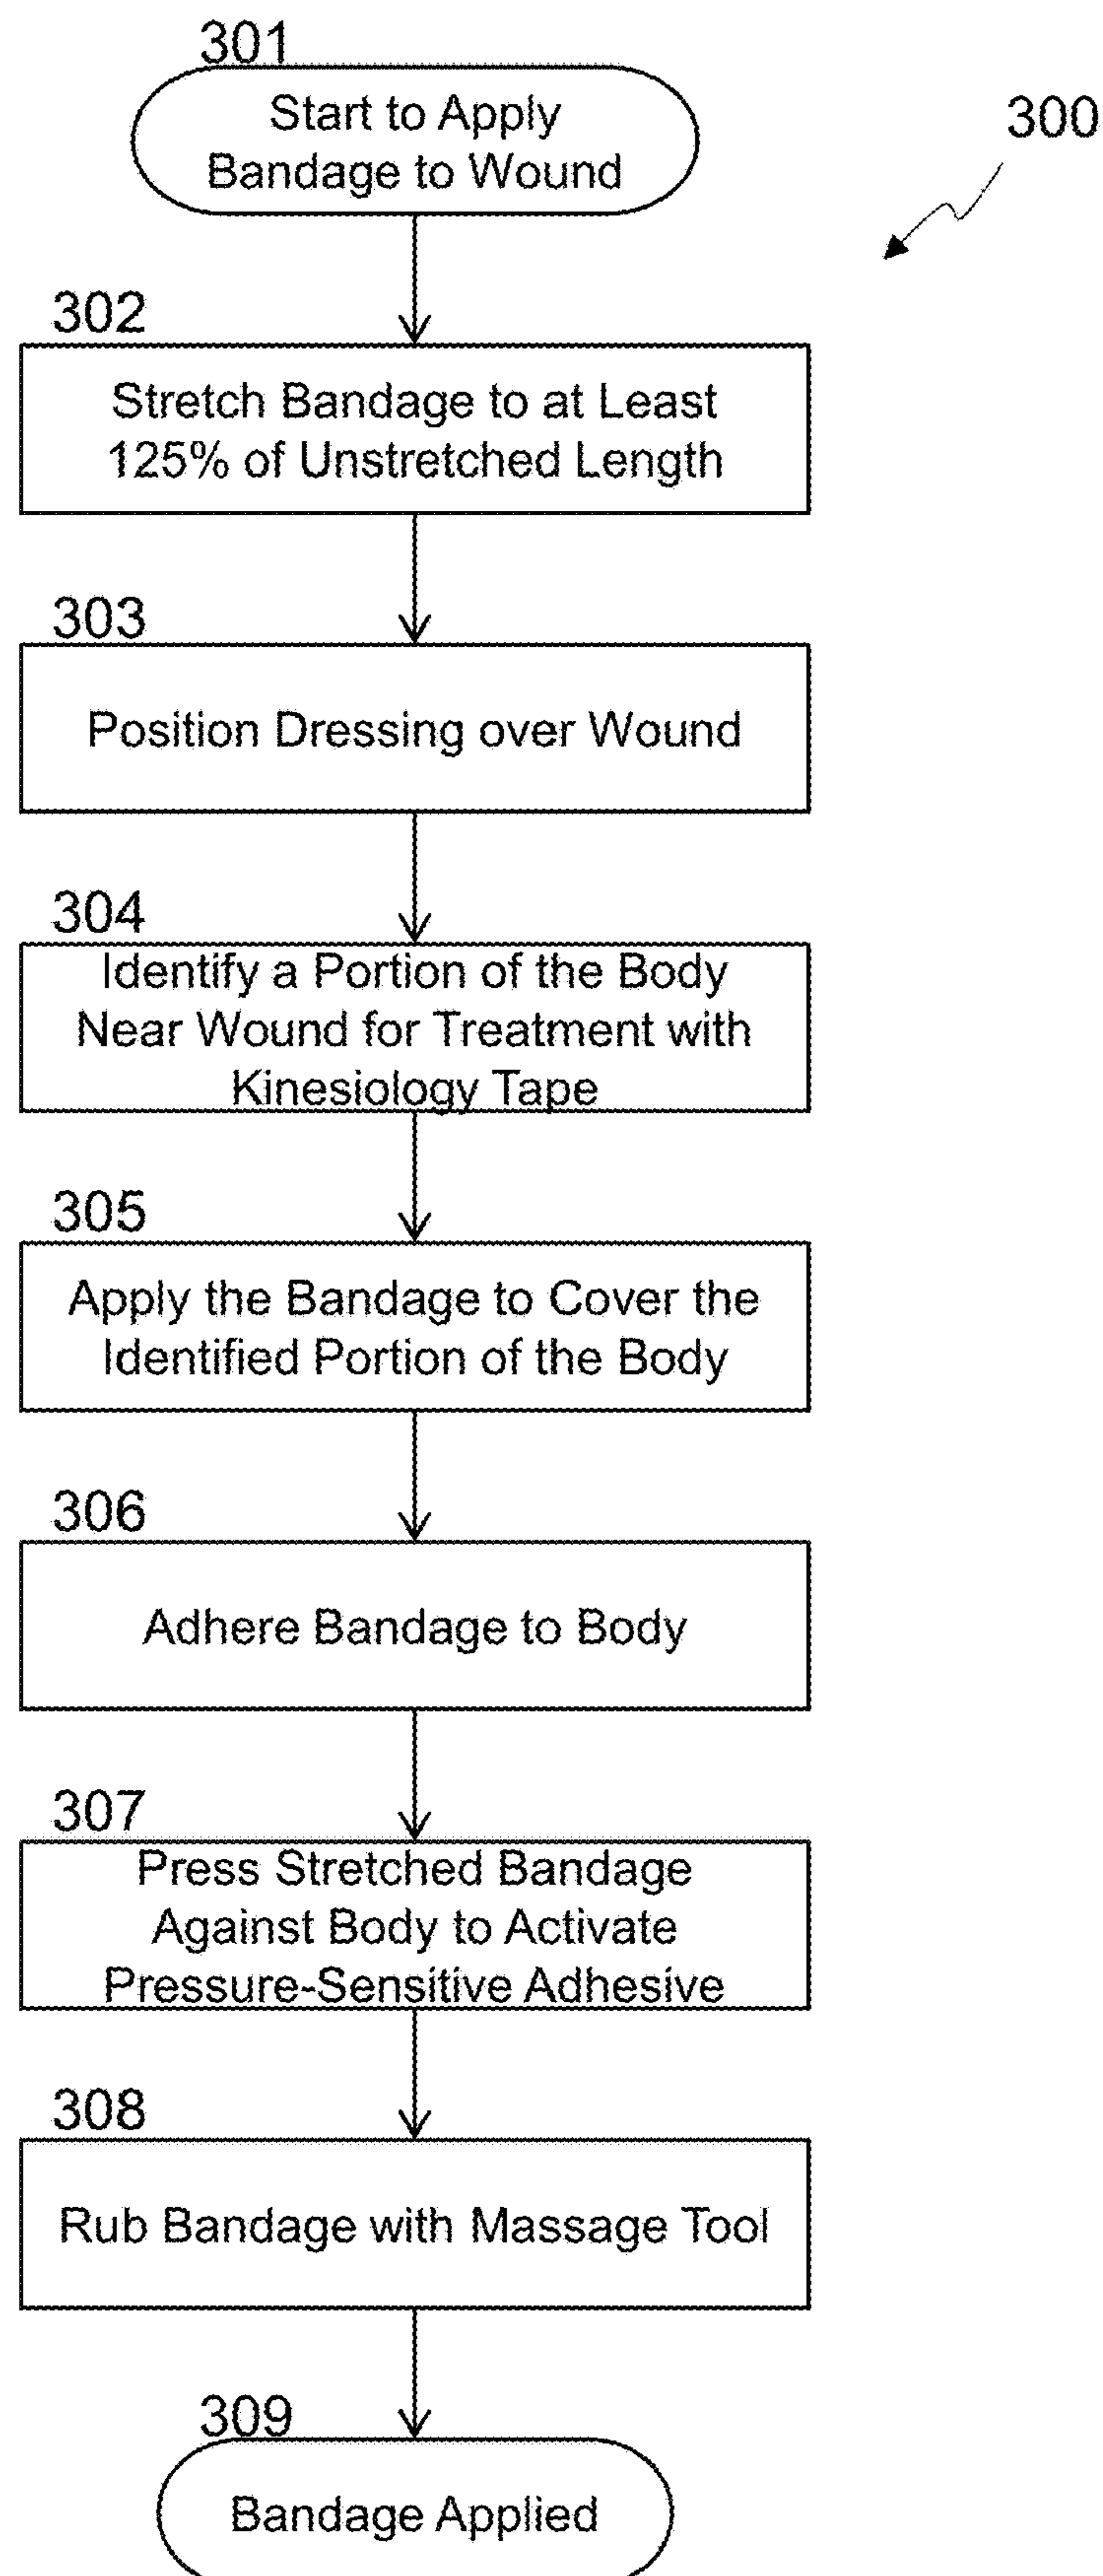 301
Start to Apply
Bandage to Wound
300
302
Stretch Bandage to at Least
125% of Unstretched Length
303
Position Dressing over Wound
304
Identify a Portion of the Body
Near Wound for Treatment with
Kinesiology Tape
305
Apply the Bandage to Cover the
Identified Portion of the Body
306
Adhere Bandage to Body
307
Press Stretched Bandage
Against Body to Activate
Pressure-Sensitive Adhesive
308
Rub Bandage with Massage Tool
309
Bandage Applied